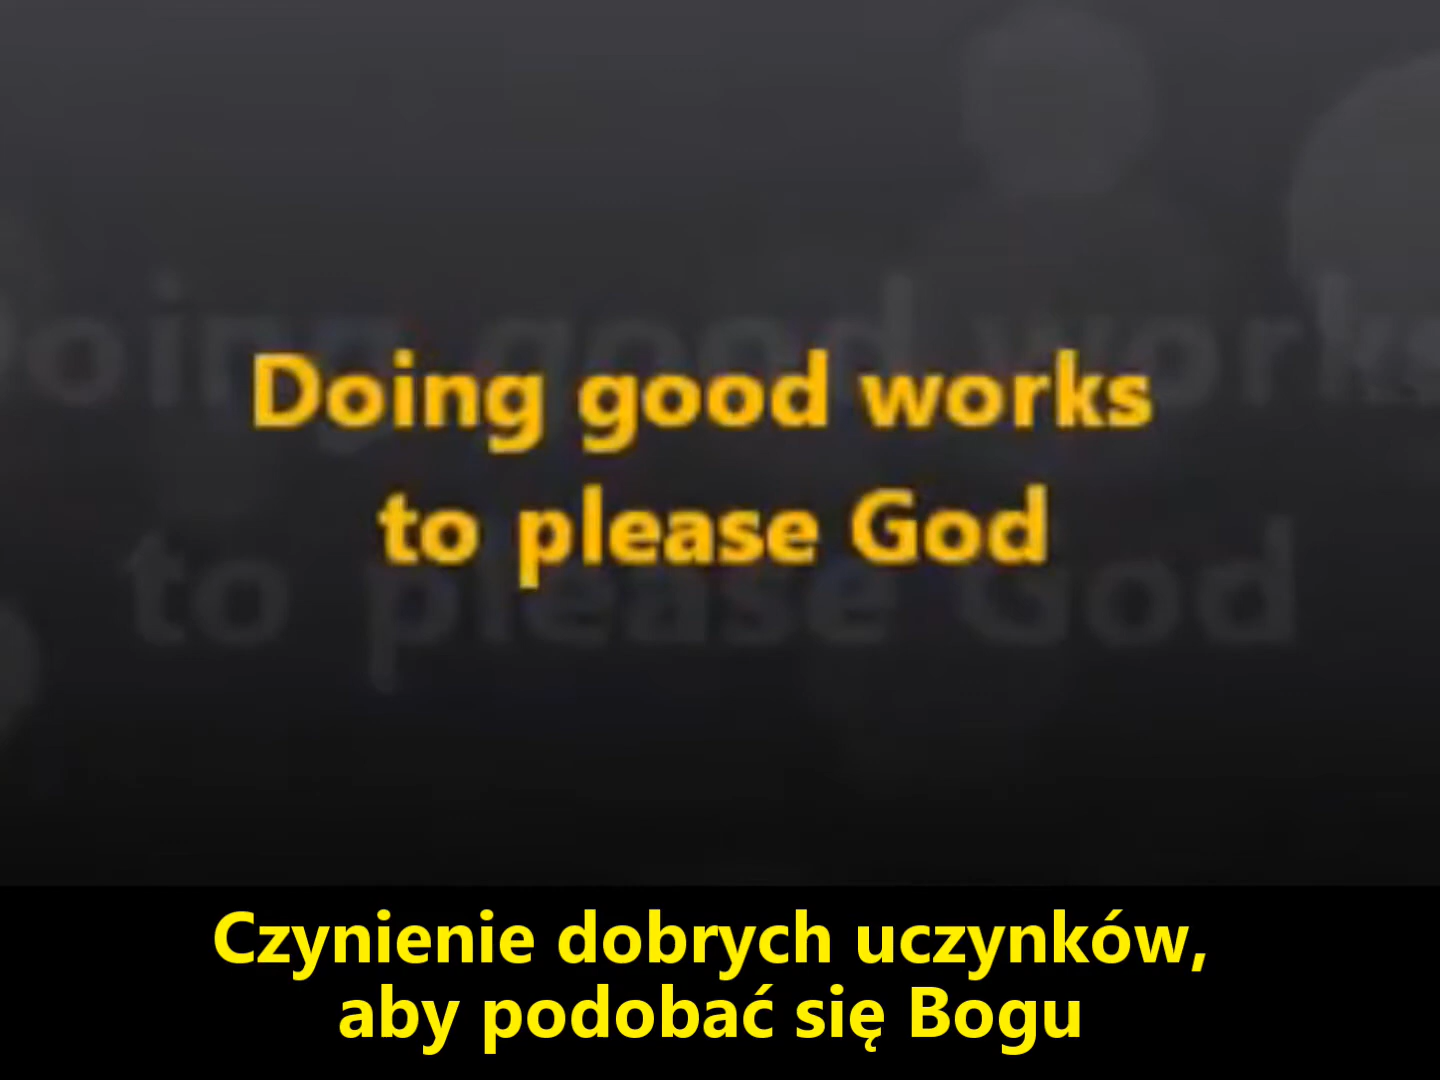 Doing good works
to please God
Czynienie dobrych uczynków,
aby podobać się Bogu